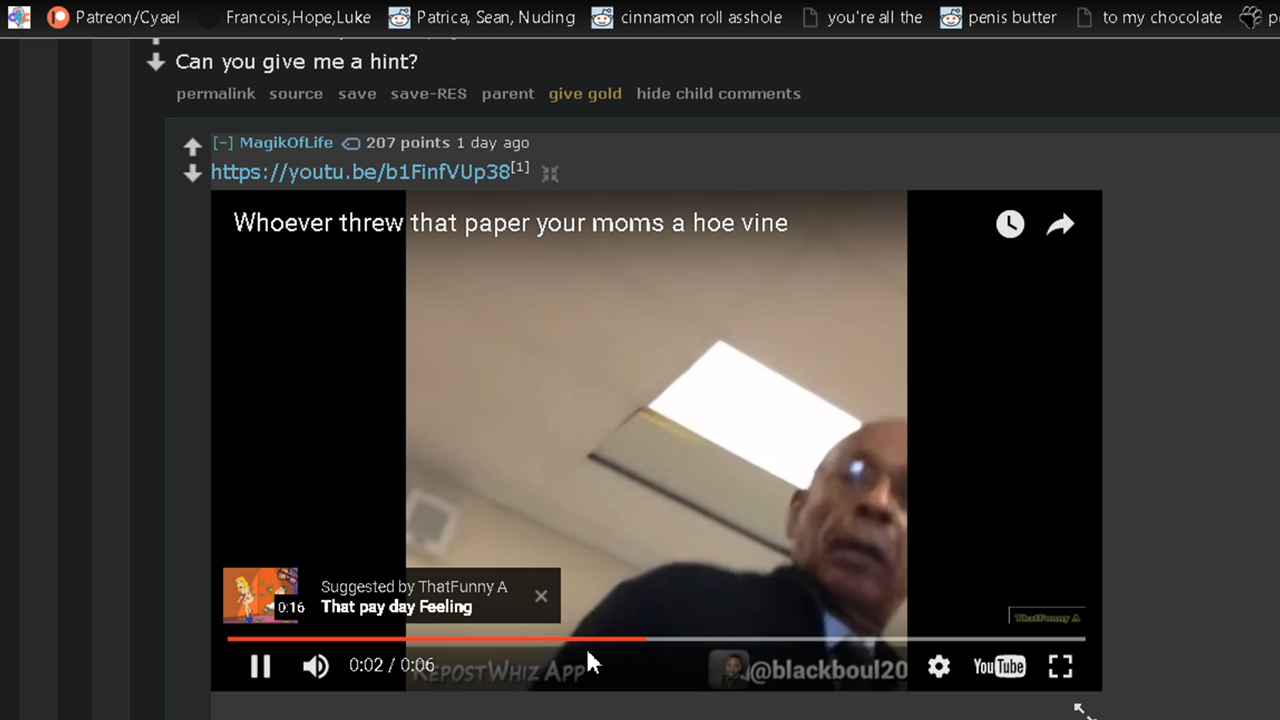 Patreon/Cyael Francois,Hope,Luke Patrica, Sean, Nuding cinnamon roll asshole you're all the penis butter to my chocolate
Can you give me a hint?
permalink source save save-RES parent give gold hide child comments
[-] MagikOfLife 207 points 1 day ago
https://youtu.be/b1FinfVUp38[1]
Whoever threw that paper your moms a hoe vine
Suggested by ThatFunny A
0:16 That pay day Feeling
ThatFunny A
0:02 / 0:06 REPOSTWHIZ APP @blackboul20 YouTube